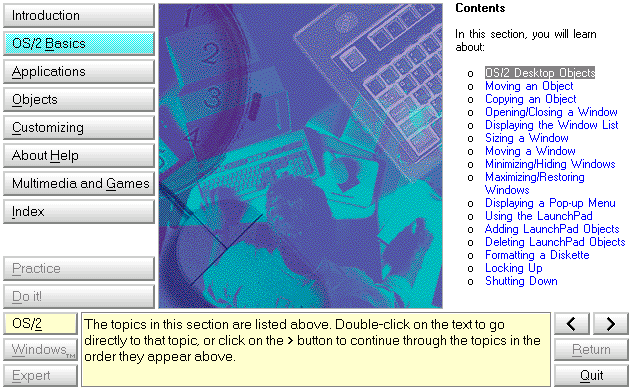 Introduction
OS/2 Basics
Applications
Objects
Customizing
About Help
Multimedia and Games
Index
Practice
Do it!
OS/2
Windows™
Expert
Contents
In this section, you will learn
about:
o OS/2 Desktop Objects
o Moving an Object
o Copying an Object
o Opening/Closing a Window
o Displaying the Window List
o Sizing a Window
o Moving a Window
o Minimizing/Hiding Windows
o Maximizing/Restoring
Windows
o Displaying a Pop-up Menu
o Using the LaunchPad
o Adding LaunchPad Objects
o Deleting LaunchPad Objects
o Formatting a Diskette
o Locking Up
o Shutting Down
The topics in this section are listed above. Double-click on the text to go
directly to that topic, or click on the > button to continue through the topics in the
order they appear above.
< >
Return
Quit